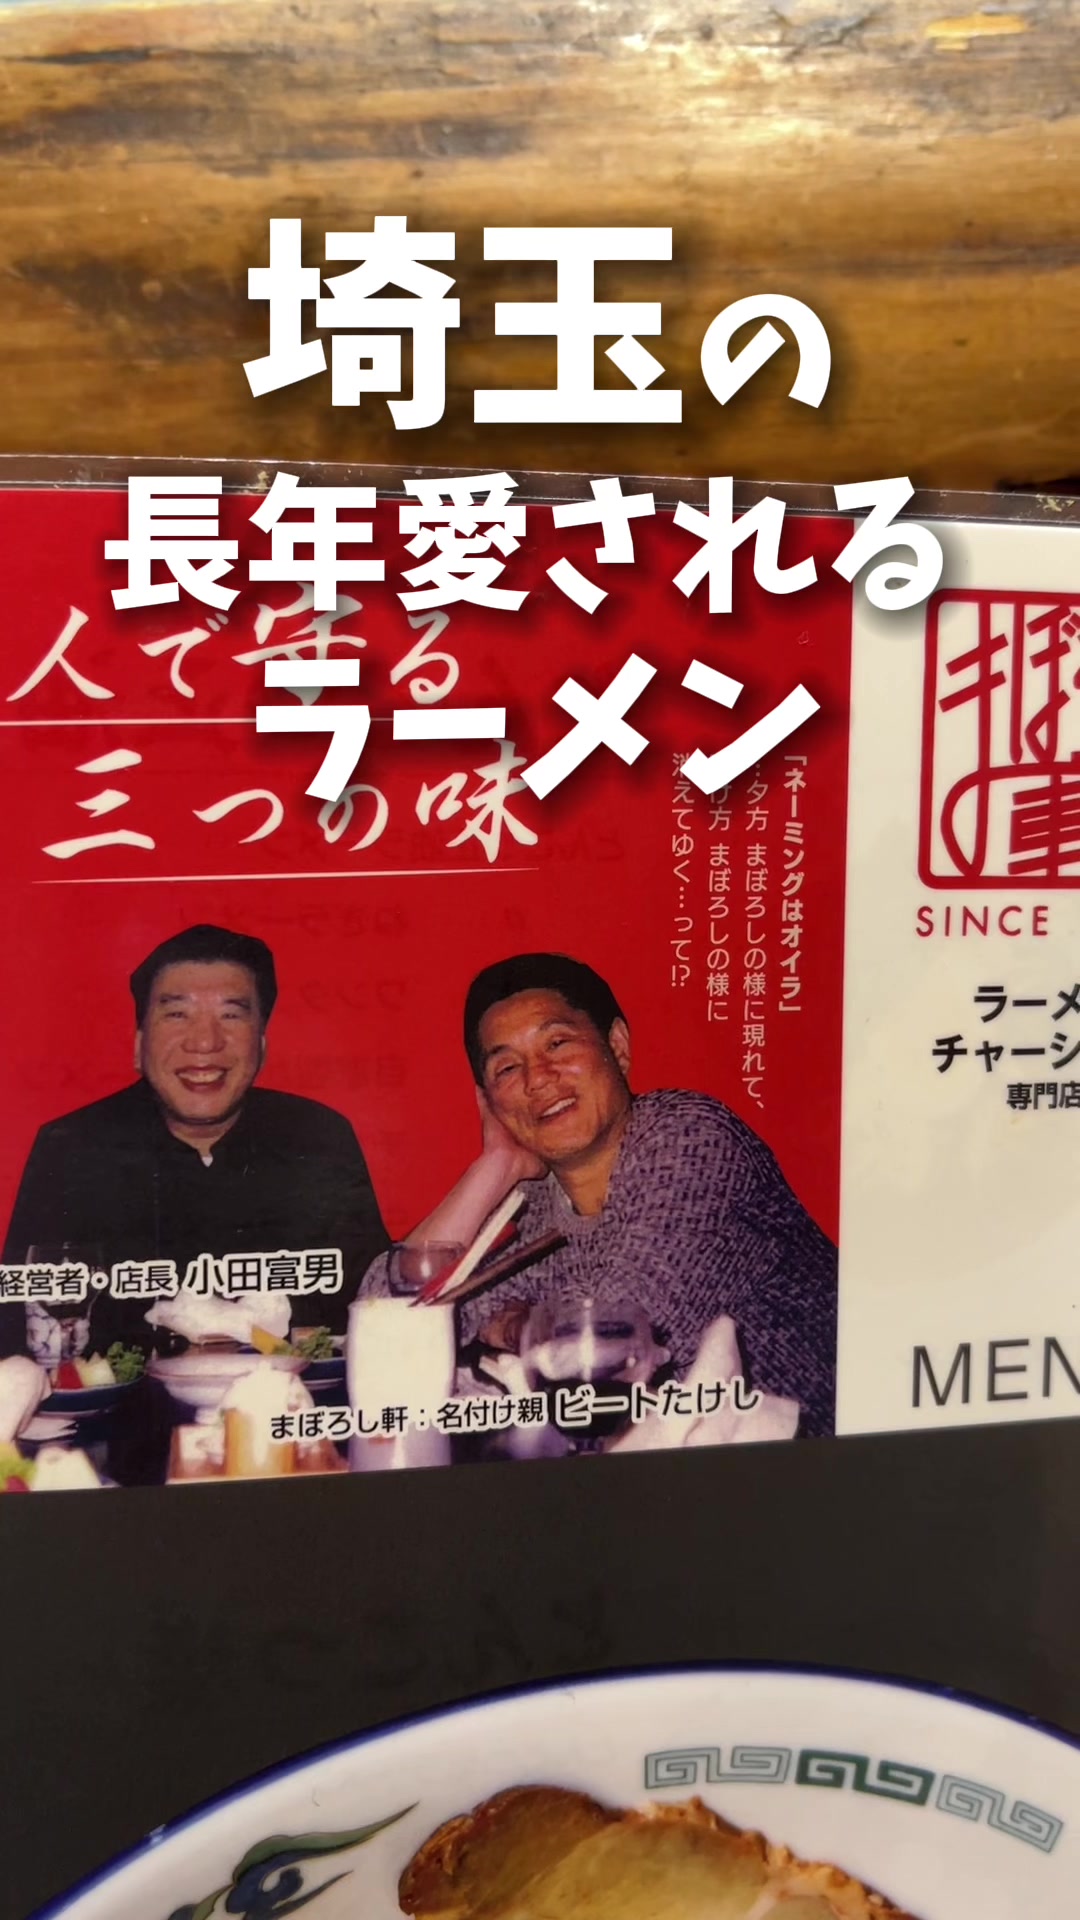 埼玉の
長年愛される
ラーメン
人で守る
三つの味
「ネーミングはオイラ」
…夕方 まぼろしの様に現れて、
け方 まぼろしの様に
消えてゆく…って!?
経営者・店長 小田富男
まぼろし軒：名付け親 ビートたけし
SINCE
ラーメ
チャーシ
専門店
MEN